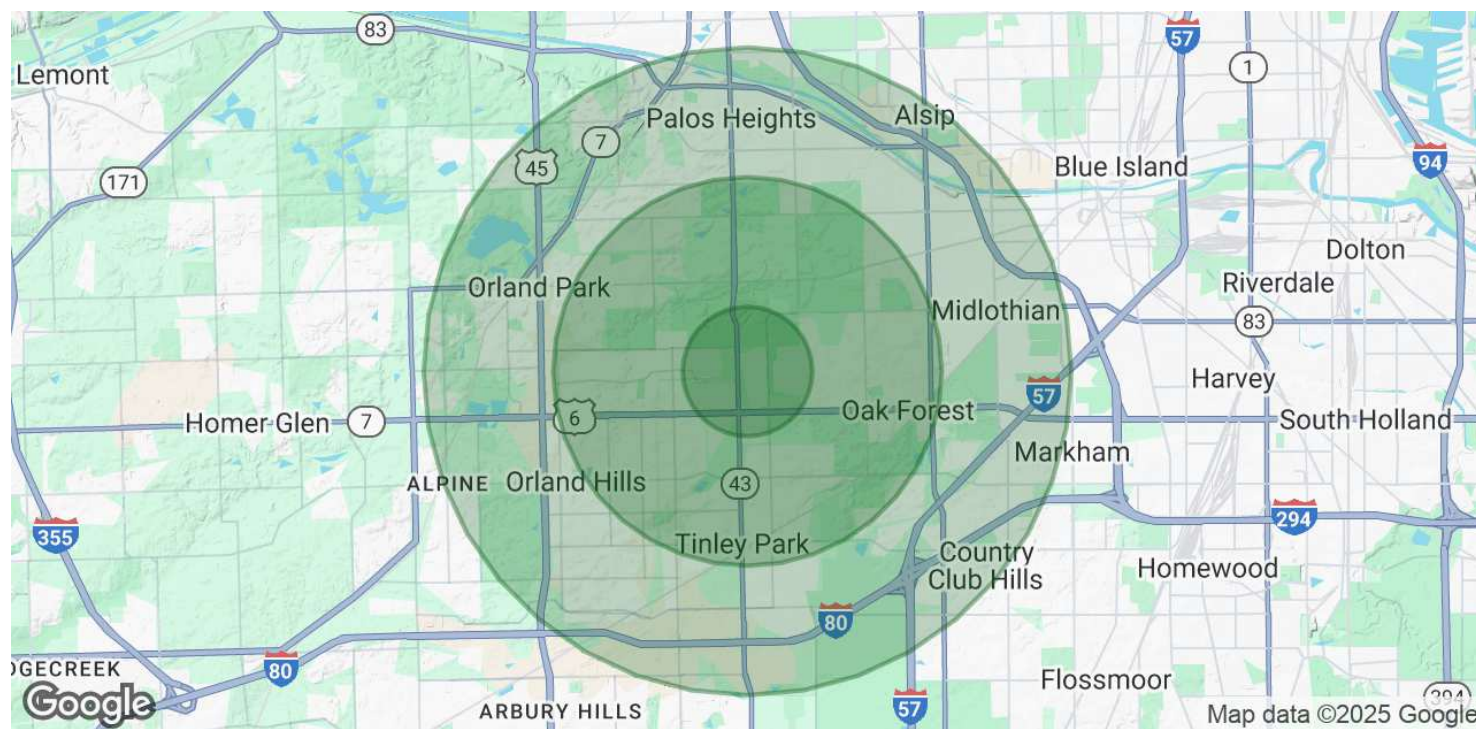 83
57
Lemont
1
Palos Heights
Alsip
7
45
Blue Island
94
171
Dolton
Orland Park
Riverdale
Midlothian
83
Harvey
57
6
Oak Forest
Homer Glen
7
South Holland
Markham
ALPINE
Orland Hills
43
294
355
Tinley Park
Country
Club Hills
Homewood
80
DGECREEK
80
Flossmoor
394
Google
ARBURY HILLS
57
Map data ©2025 Google